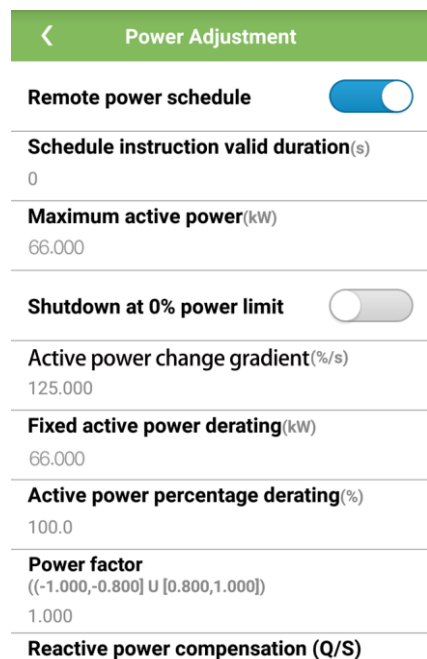 Power Adjustment
Remote power schedule
Schedule instruction valid duration(s)
0
Maximum active power(kW)
66.000
Shutdown at 0% power limit
Active power change gradient(%/s)
125.000
Fixed active power derating(kW)
66.000
Active power percentage derating(%)
100.0
Power factor
((-1.000,-0.800] U [0.800,1.000])
1.000
Reactive power compensation (Q/S)